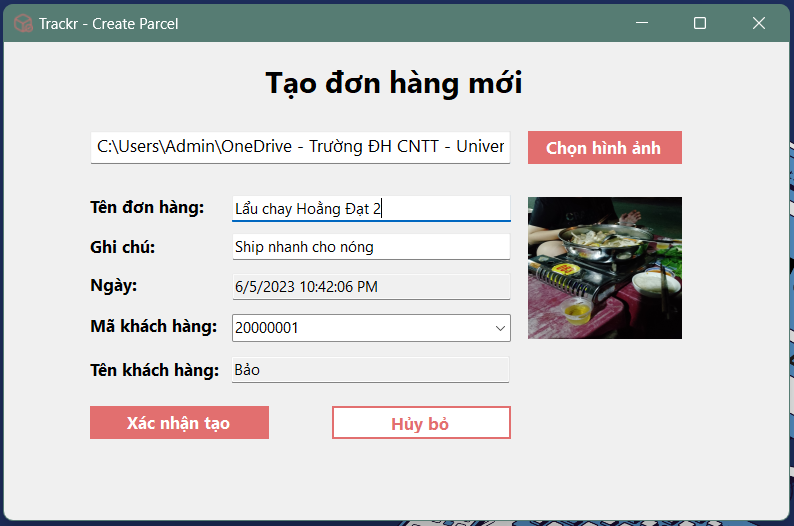 Trackr - Create Parcel
Tạo đơn hàng mới
C:\Users\Admin\OneDrive - Trường ĐH CNTT - Univer
Chọn hình ảnh
Tên đơn hàng:
Lẩu chay Hoằng Đạt 2
Ghi chú:
Ship nhanh cho nóng
Ngày:
6/5/2023 10:42:06 PM
Mã khách hàng:
20000001
Tên khách hàng:
Bảo
Xác nhận tạo
Hủy bỏ